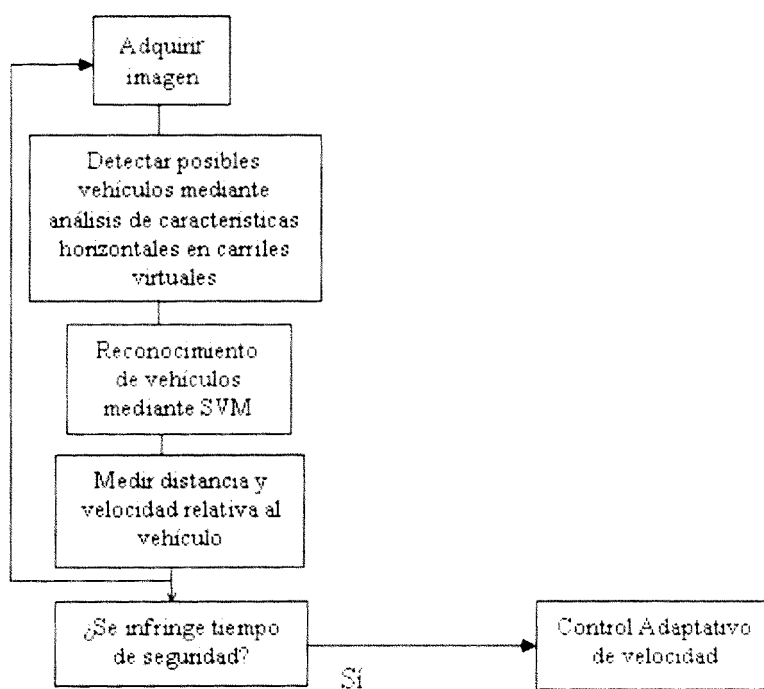 Adquirir
imagen
Detectar posibles
vehículos mediante
análisis de características
horizontales en carriles
virtuales
Reconocimiento
de vehículos
mediante SVM
Medir distancia y
velocidad relativa al
vehículo
¿Se infringe tiempo
de seguridad?
Sí
Control Adaptativo
de velocidad